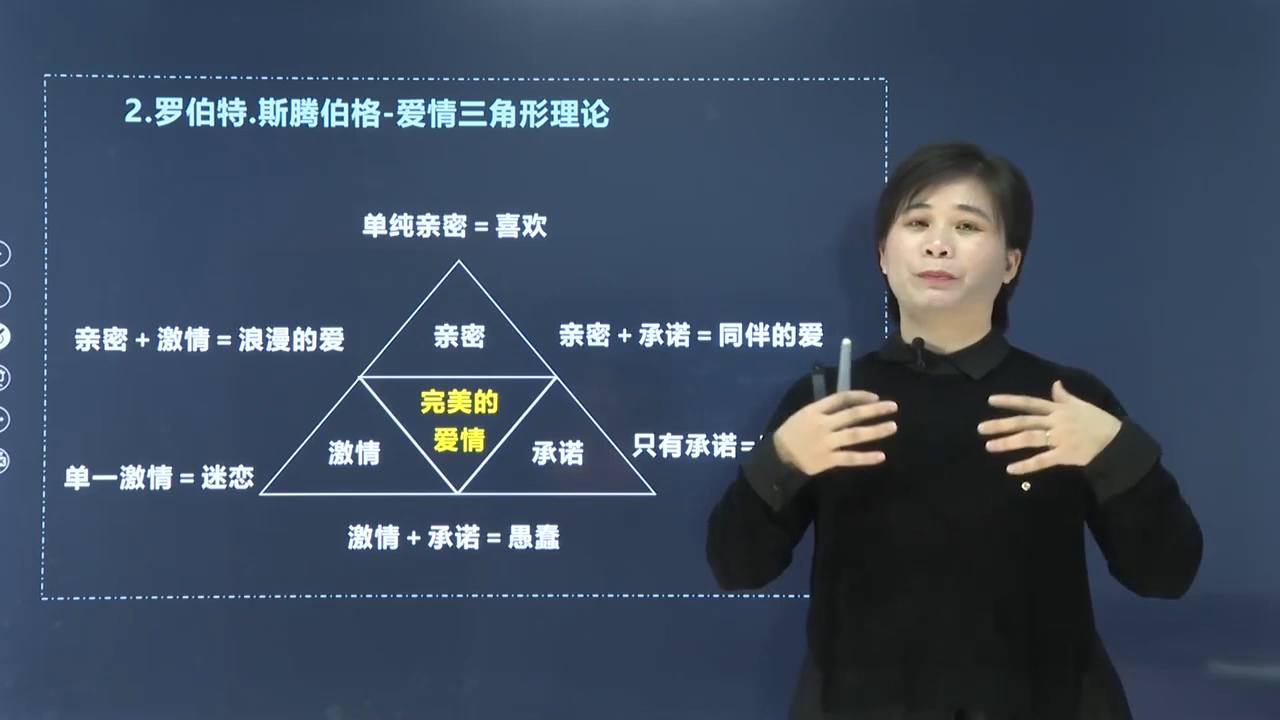 2.罗伯特.斯腾伯格-爱情三角形理论
单纯亲密=喜欢
亲密+激情=浪漫的爱
亲密
亲密+承诺=同伴的爱
完美的
爱情
激情
承诺
只有承诺=
单一激情=迷恋
激情+承诺=愚蠢